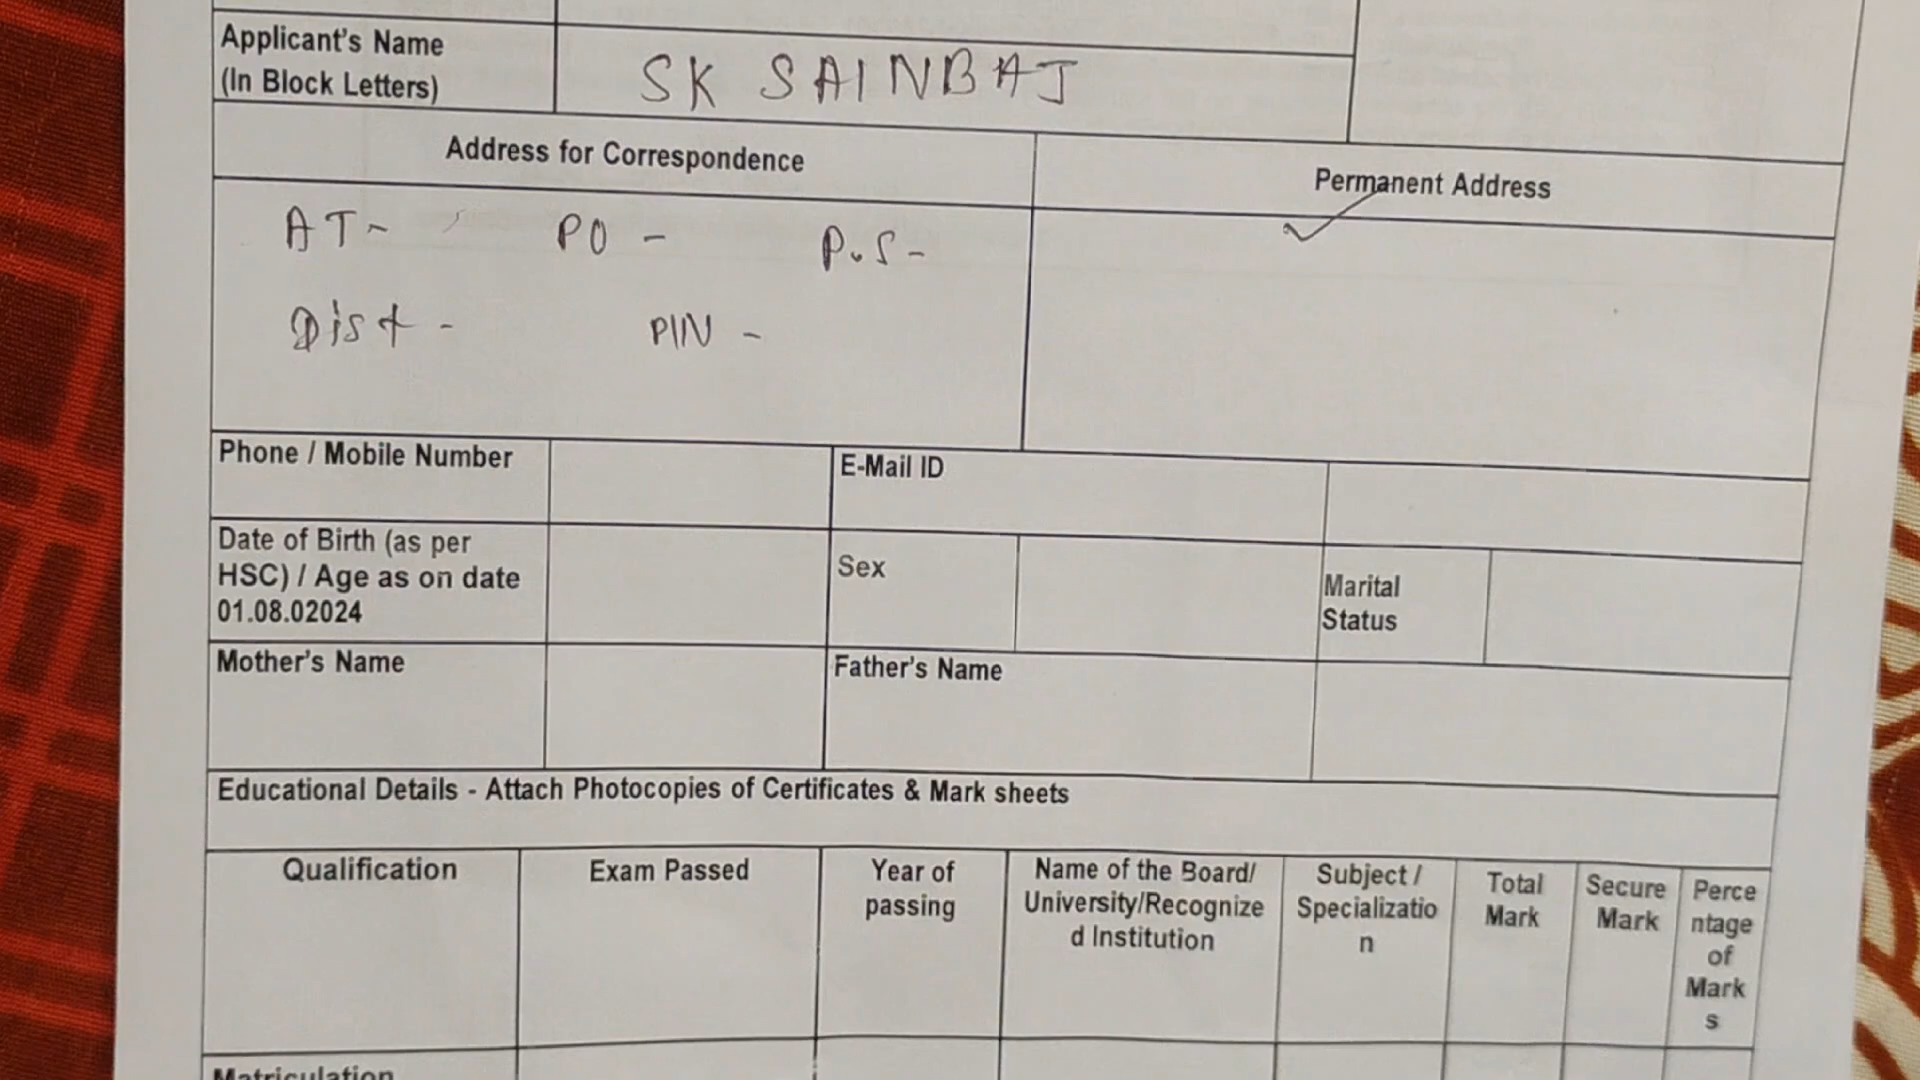 Applicant's Name
(In Block Letters)
SK SAINBAJ
Address for Correspondence
Permanent Address
AT- PO - P.S-
Dist - PIN -
Phone / Mobile Number
E-Mail ID
Date of Birth (as per
HSC) / Age as on date
01.08.02024
Sex
Marital
Status
Mother's Name
Father's Name
Educational Details - Attach Photocopies of Certificates & Mark sheets
Qualification
Exam Passed
Year of
passing
Name of the Board/
University/Recognize
d Institution
Subject /
Specializatio
n
Total
Mark
Secure
Mark
Perce
ntage
of
Mark
s
Matriculation